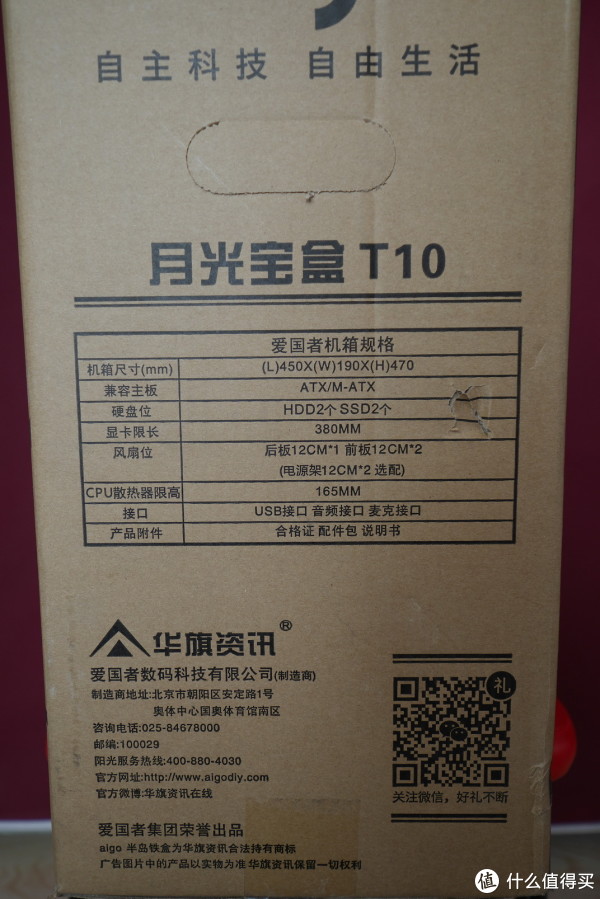 自主科技 自由生活
月光宝盒 T10
爱国者机箱规格
机箱尺寸(mm) (L)450X(W)190X(H)470
兼容主板 ATX/M-ATX
硬盘位 HDD2个 SSD2个
显卡限长 380MM
风扇位 后板12CM*1 前板12CM*2
(电源架12CM*2 选配)
CPU散热器限高 165MM
接口 USB接口 音频接口 麦克接口
产品附件 合格证 配件包 说明书
华旗资讯®
爱国者数码科技有限公司(制造商)
制造商地址:北京市朝阳区安定路1号
奥体中心国奥体育馆南区
咨询电话:025-84678000
邮编:100029
阳光服务热线:400-880-4030
官方网址:http://www.aigodiy.com
官方微博:华旗资讯在线
礼
关注微信，好礼不断
爱国者集团荣誉出品
aigo 半岛铁盒为华旗资讯合法持有商标
广告图片中的产品以实物为准 华旗资讯保留一切权利
值 什么值得买